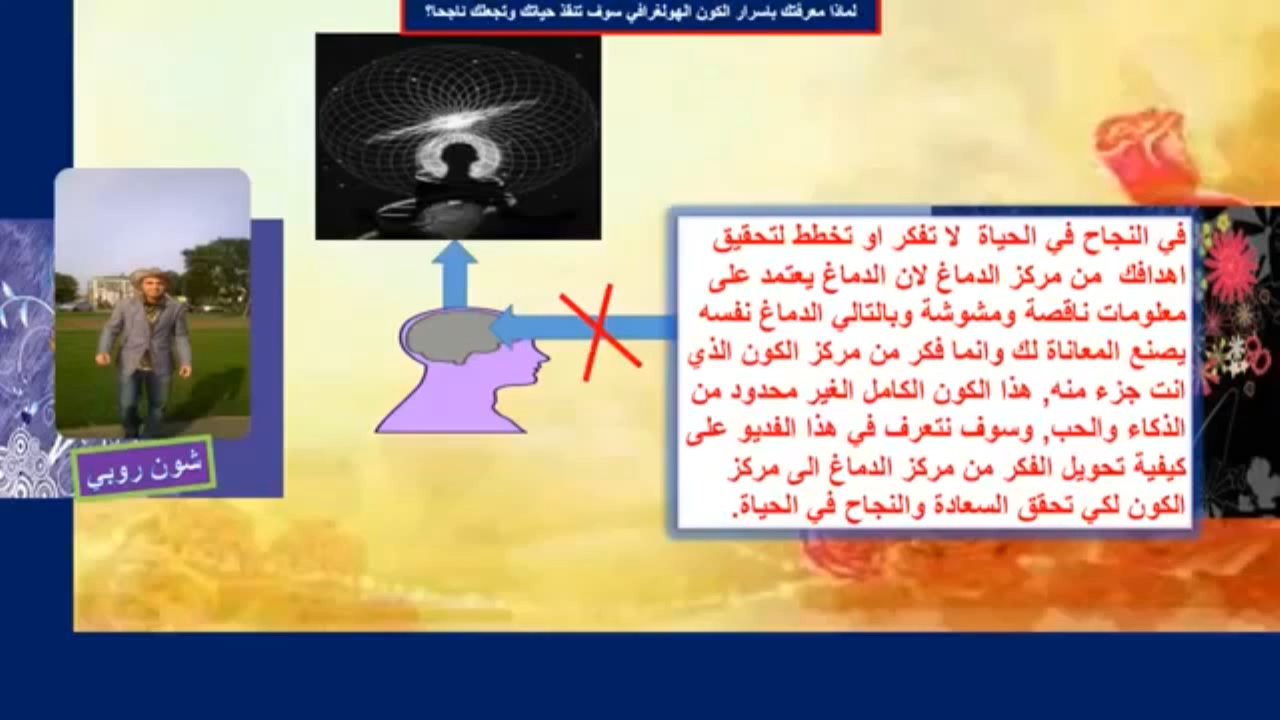 لماذا معرفتك باسرار الكون الهولغرافي سوف تنقذ حياتك وتجعلك ناجحا؟
في النجاح في الحياة لا تفكر او تخطط لتحقيق
اهدافك من مركز الدماغ لان الدماغ يعتمد على
معلومات ناقصة ومشوشة وبالتالي الدماغ نفسه
يصنع المعاناة لك وانما فكر من مركز الكون الذي
انت جزء منه, هذا الكون الكامل الغير محدود من
الذكاء والحب, وسوف نتعرف في هذا الفديو على
كيفية تحويل الفكر من مركز الدماغ الى مركز
الكون لكي تحقق السعادة والنجاح في الحياة.
شون روبي